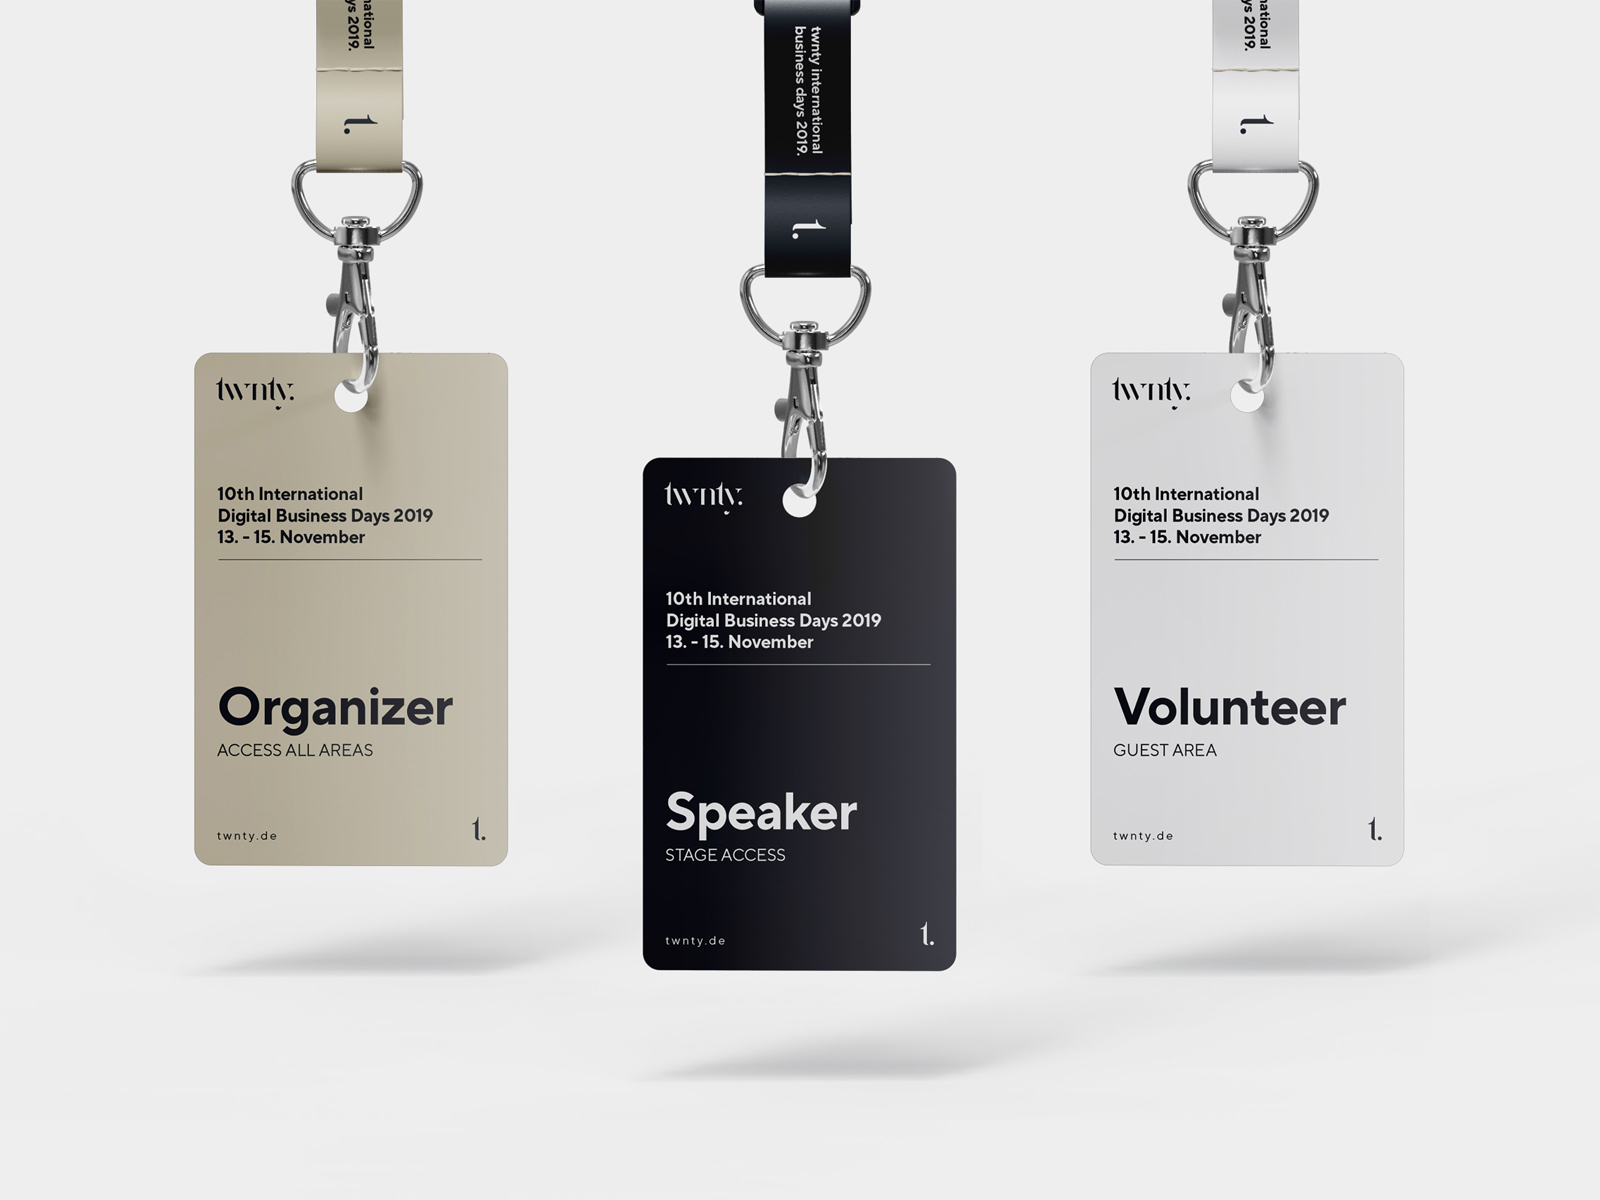 national
ys 2019.
t.
twnty.
10th International
Digital Business Days 2019
13. - 15. November
Organizer
ACCESS ALL AREAS
twnty.de
t.
twnty international
business days 2019.
t.
twnty.
10th International
Digital Business Days 2019
13. - 15. November
Speaker
STAGE ACCESS
twnty.de
t.
national
ys 2019.
t.
twnty.
10th International
Digital Business Days 2019
13. - 15. November
Volunteer
GUEST AREA
twnty.de
t.